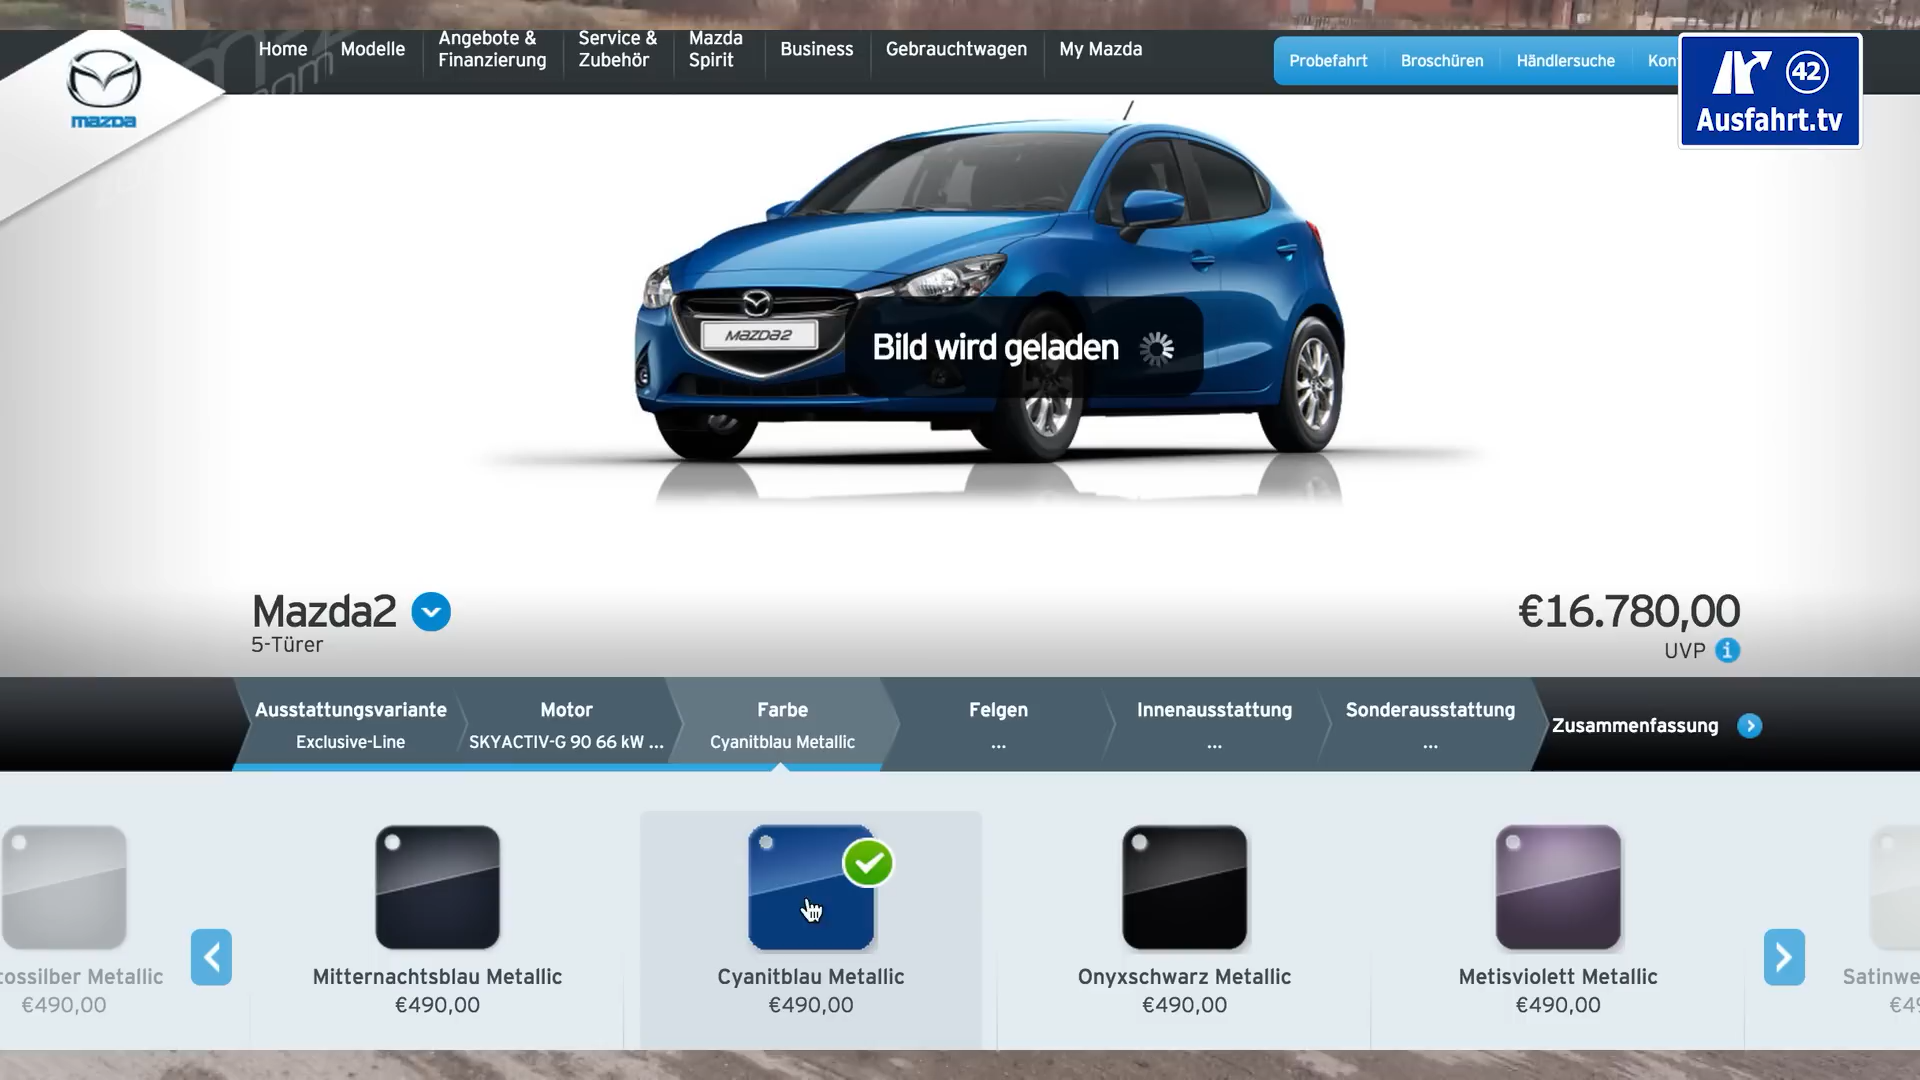 Home
Modelle
Angebote &
Finanzierung
Service &
Zubehör
Mazda
Spirit
Business
Gebrauchtwagen
My Mazda
Probefahrt
Broschüren
Händlersuche
Kon
42
Ausfahrt.tv
mazda
mazda2
Bild wird geladen
Mazda2
5-Türer
€16.780,00
UVP
Ausstattungsvariante
Exclusive-Line
Motor
SKYACTIV-G 90 66 kW ...
Farbe
Cyanitblau Metallic
Felgen
...
Innenausstattung
...
Sonderausstattung
...
Zusammenfassung
ossilber Metallic
€490,00
Mitternachtsblau Metallic
€490,00
Cyanitblau Metallic
€490,00
Onyxschwarz Metallic
€490,00
Metisviolett Metallic
€490,00
Satinwe
€49